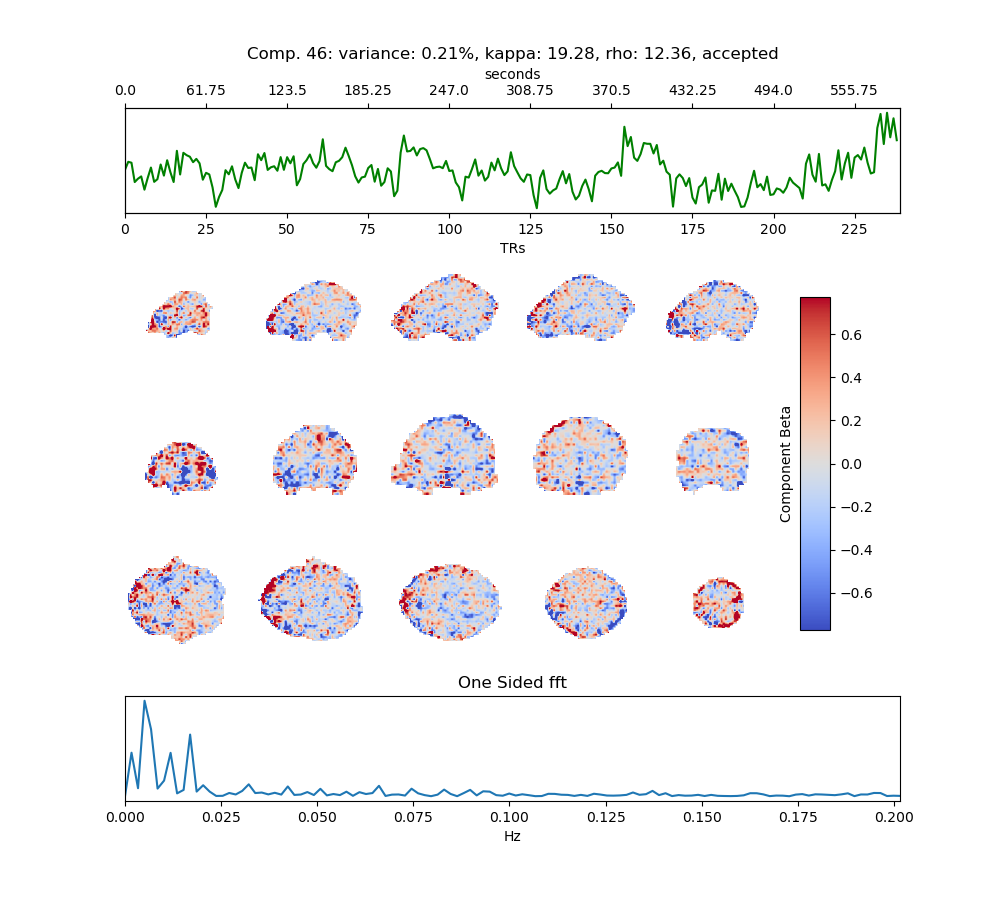 Comp. 46: variance: 0.21%, kappa: 19.28, rho: 12.36, accepted
seconds
0.0 61.75 123.5 185.25 247.0 308.75 370.5 432.25 494.0 555.75
0 25 50 75 100 125 150 175 200 225
TRs
0.6
0.4
0.2
0.0
−0.2
−0.4
−0.6
Component Beta
One Sided fft
0.000 0.025 0.050 0.075 0.100 0.125 0.150 0.175 0.200
Hz